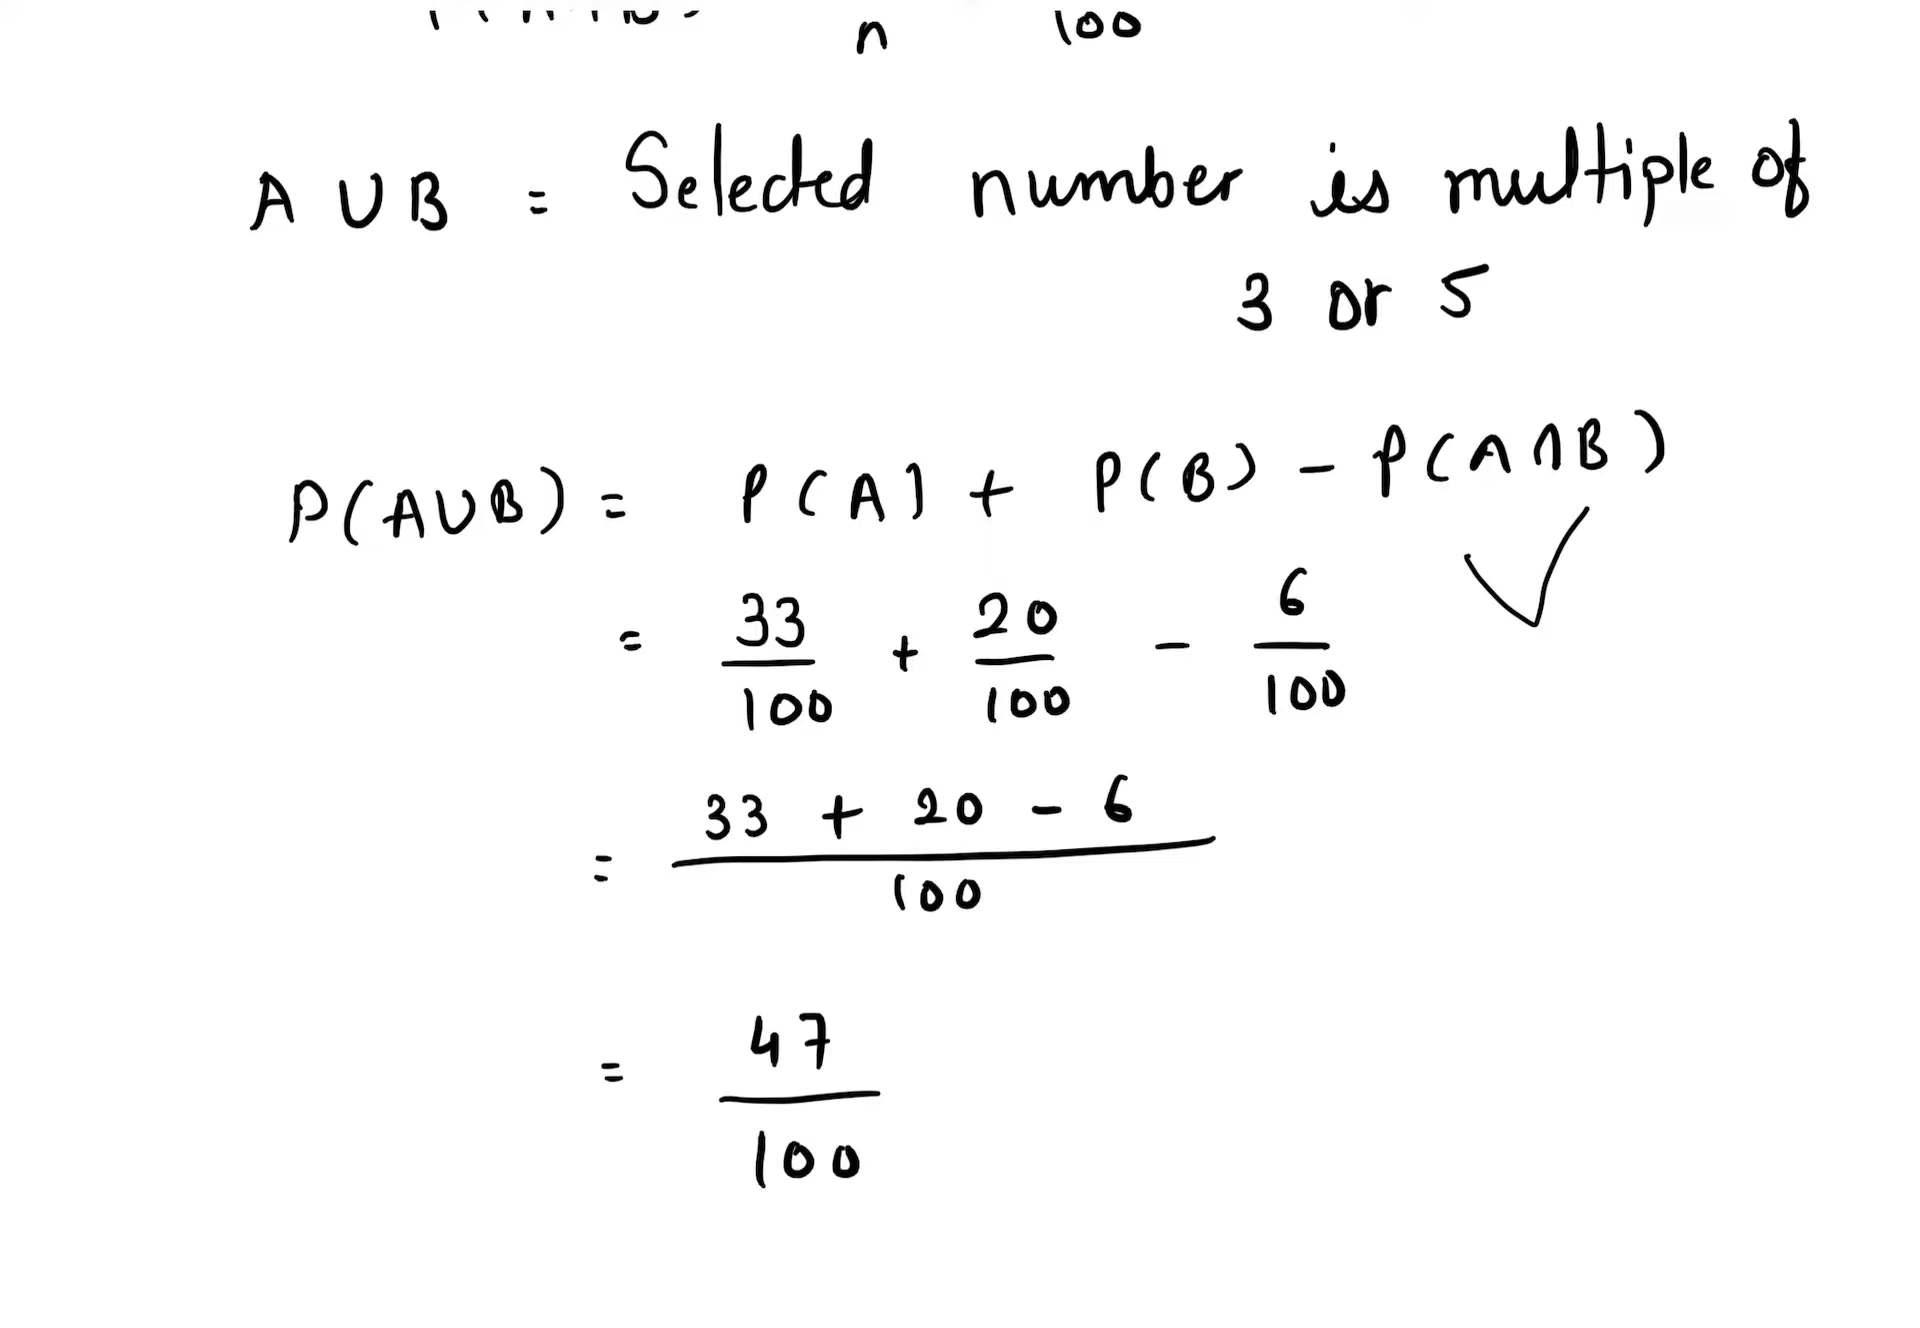 n 100
A ∪ B = Selected number is multiple of
3 or 5
P(A∪B) = P(A) + P(B) - P(A∩B)
= 33/100 + 20/100 - 6/100
= 33 + 20 - 6 / 100
= 47/100